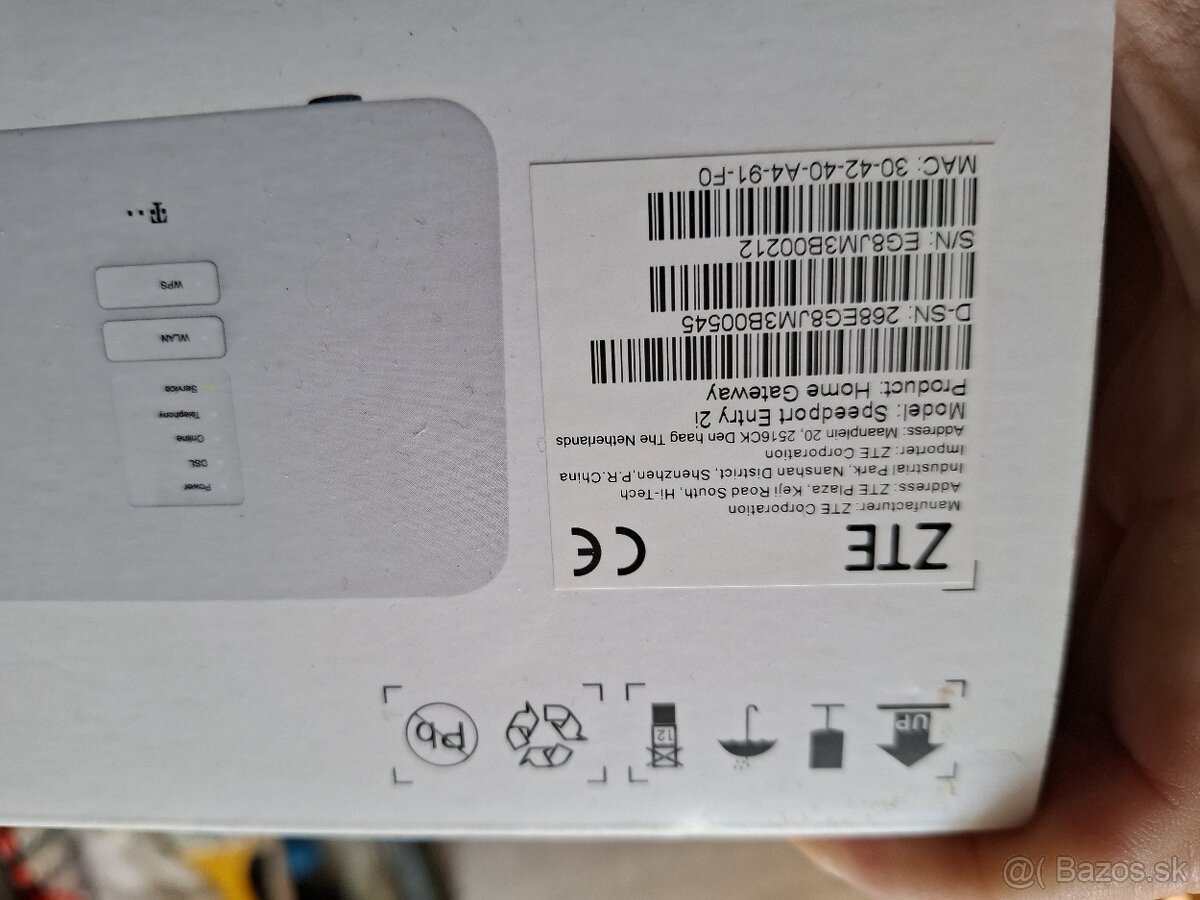 UP
12
Pb
ZTE
CE
Manufacturer: ZTE Corporation
Address: ZTE Plaza, Keji Road South, Hi-Tech
Industrial Park, Nanshan District, Shenzhen,P.R.China
Importer: ZTE Corporation
Address: Maanplein 20, 2516CK Den haag The Netherlands
Model: Speedport Entry 2i
Product: Home Gateway
D-SN: 268EG8JM3B00545
S/N: EG8JM3B00212
MAC: 30-42-40-A4-91-F0
Power
DSL
Online
Telephony
Service
WLAN
WPS
T
@( Bazos.sk